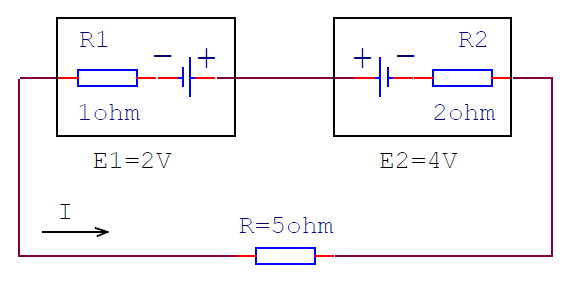 R1
− +
+ −
R2
1ohm
2ohm
E1=2V
E2=4V
I
R=5ohm